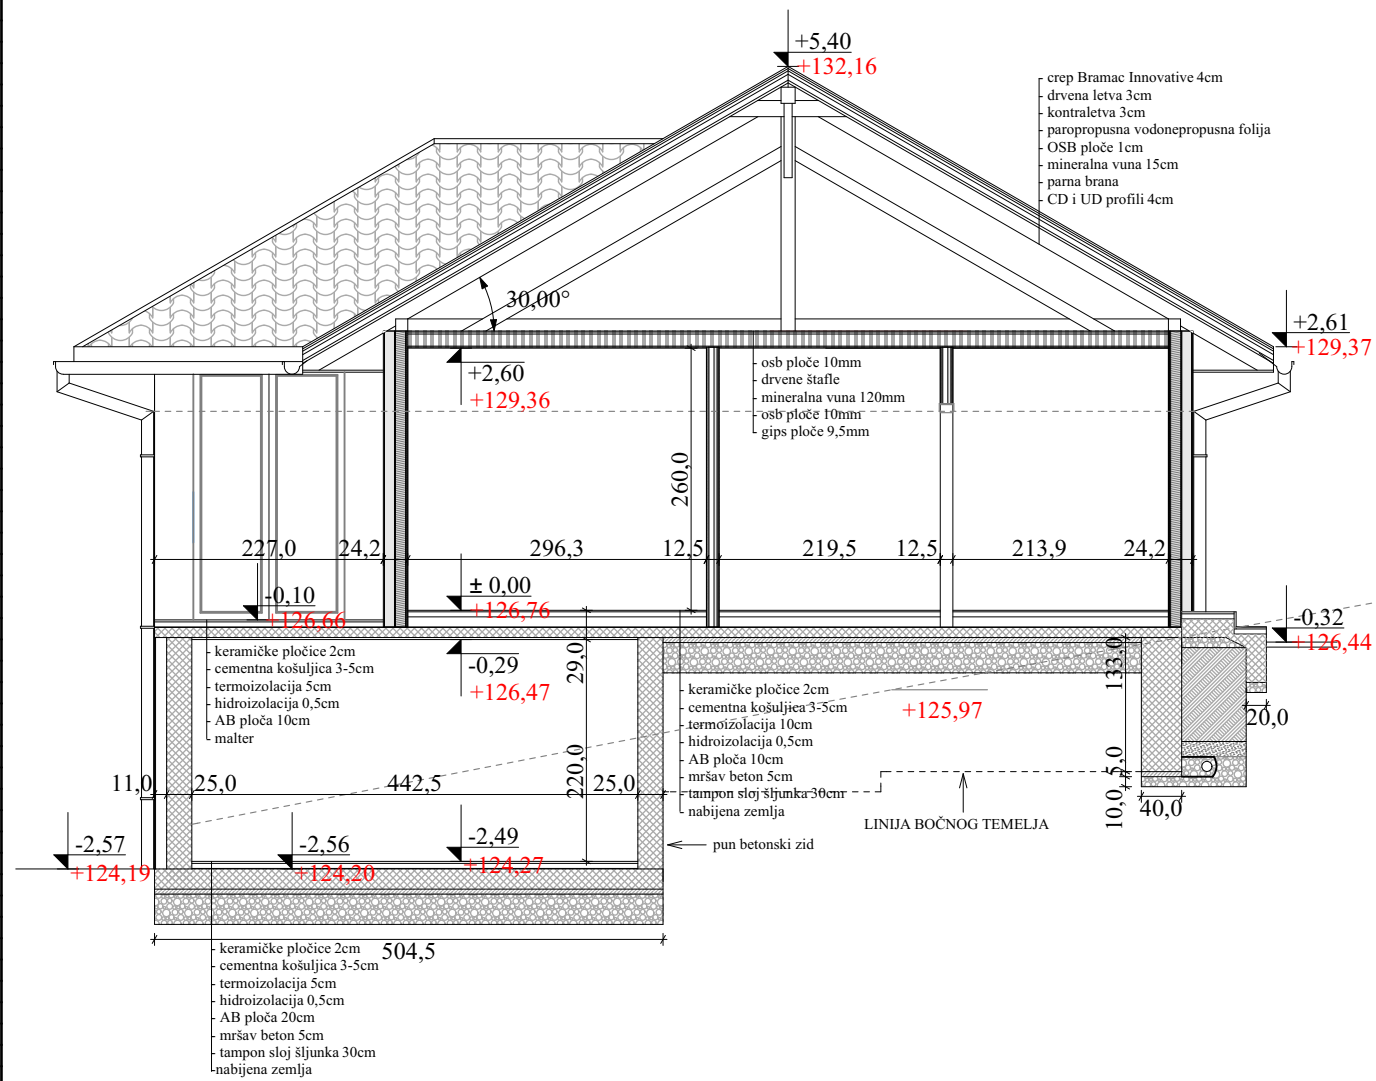 +5,40
+132,16
- crep Bramac Innovative 4cm
- drvena letva 3cm
- kontraletva 3cm
- paropropusna vodonepropusna folija
- OSB ploče 1cm
- mineralna vuna 15cm
- parna brana
- CD i UD profili 4cm
30,00°
+2,61
+129,37
+2,60
+129,36
- osb ploče 10mm
- drvene štafle
- mineralna vuna 120mm
- osb ploče 10mm
- gips ploče 9,5mm
260,0
227,0
24,2
296,3
12,5
219,5
12,5
213,9
24,2
-0,10
+126,66
± 0,00
+126,76
-0,32
+126,44
- keramičke pločice 2cm
- cementna košuljica 3-5cm
- termoizolacija 5cm
- hidroizolacija 0,5cm
- AB ploča 10cm
- malter
-0,29
+126,47
29,0
- keramičke pločice 2cm
- cementna košuljica 3-5cm
- termoizolacija 10cm
- hidroizolacija 0,5cm
- AB ploča 10cm
- mršav beton 5cm
- tampon sloj šljunka 30cm
- nabijena zemlja
+125,97
133,0
20,0
11,0
25,0
442,5
25,0
220,0
5,0
10,0
40,0
LINIJA BOČNOG TEMELJA
pun betonski zid
-2,57
+124,19
-2,56
+124,20
-2,49
+124,27
504,5
- keramičke pločice 2cm
- cementna košuljica 3-5cm
- termoizolacija 5cm
- hidroizolacija 0,5cm
- AB ploča 20cm
- mršav beton 5cm
- tampon sloj šljunka 30cm
-nabijena zemlja